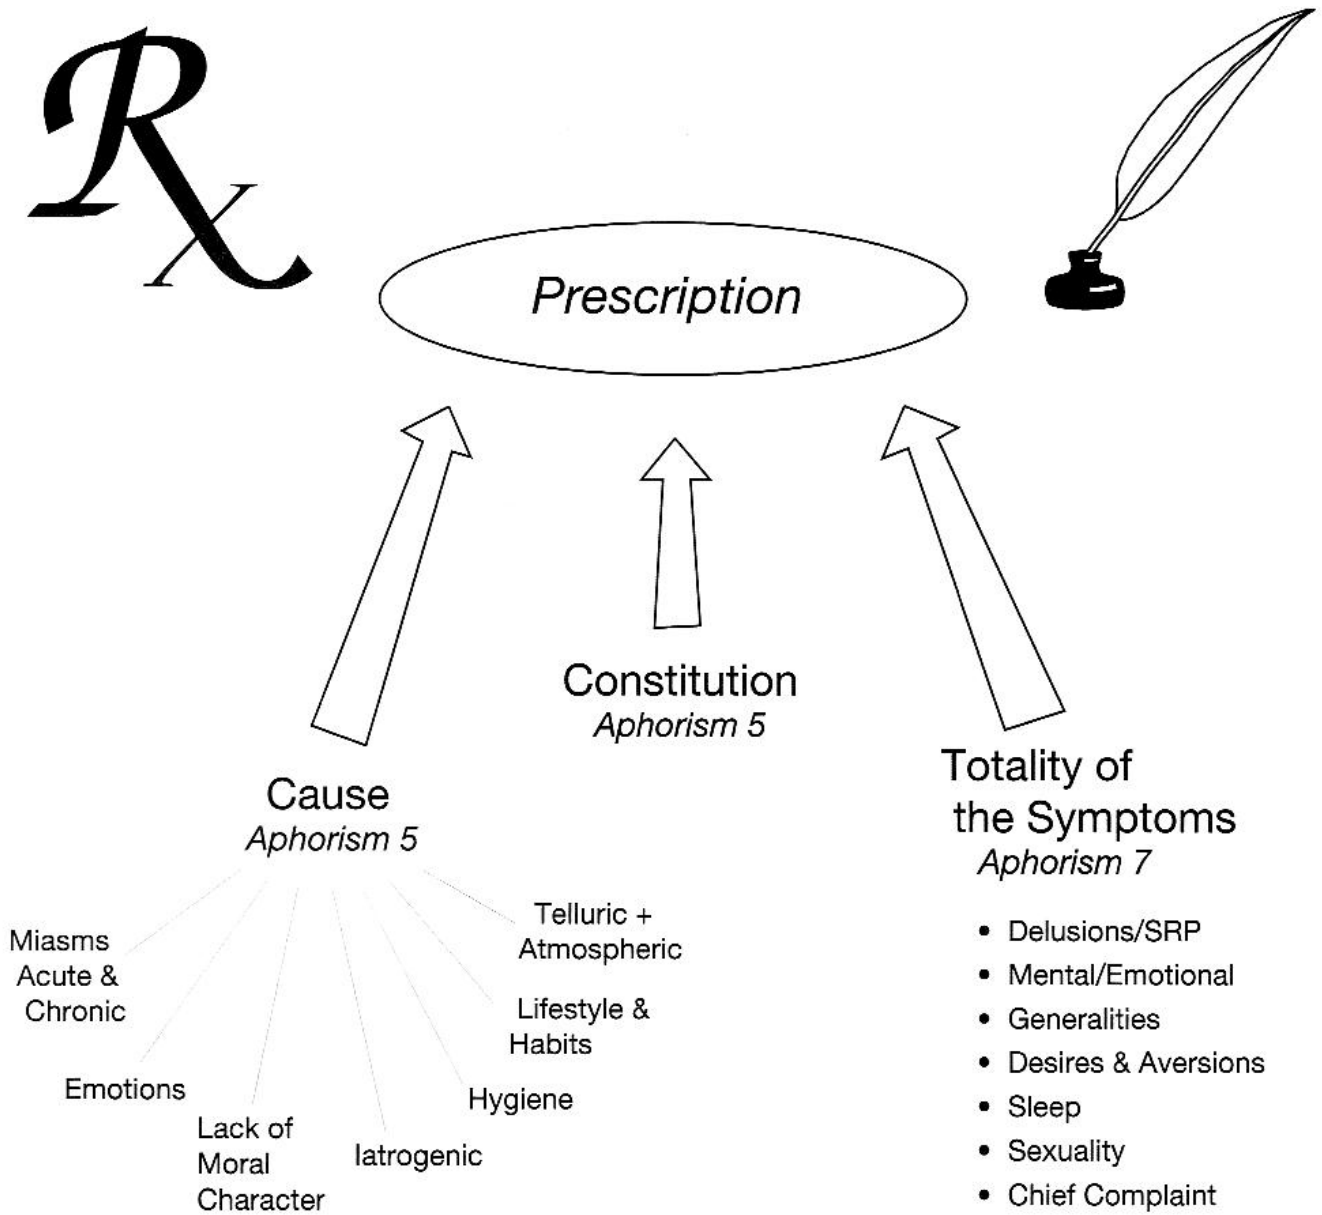 Rx
Prescription
Constitution
Aphorism 5
Cause
Aphorism 5
Miasms
Acute &
Chronic
Emotions
Lack of
Moral
Character
Iatrogenic
Hygiene
Lifestyle &
Habits
Telluric +
Atmospheric
Totality of
the Symptoms
Aphorism 7
• Delusions/SRP
• Mental/Emotional
• Generalities
• Desires & Aversions
• Sleep
• Sexuality
• Chief Complaint